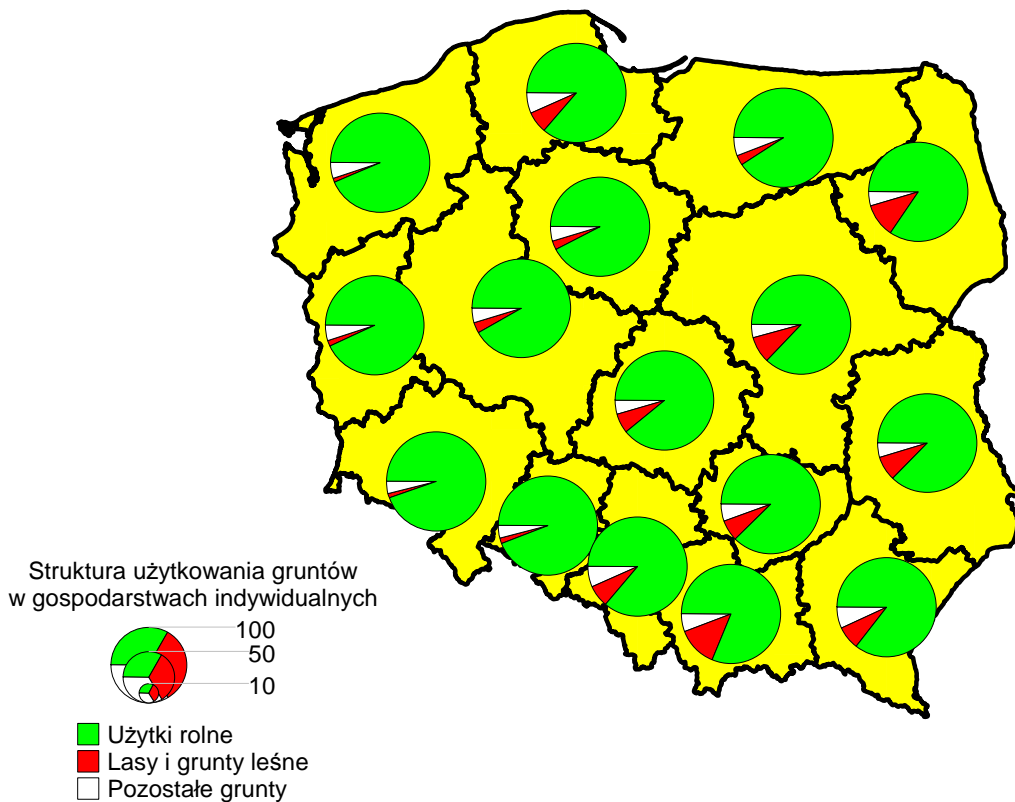 Struktura użytkowania gruntów
w gospodarstwach indywidualnych
100
50
10
Użytki rolne
Lasy i grunty leśne
Pozostałe grunty